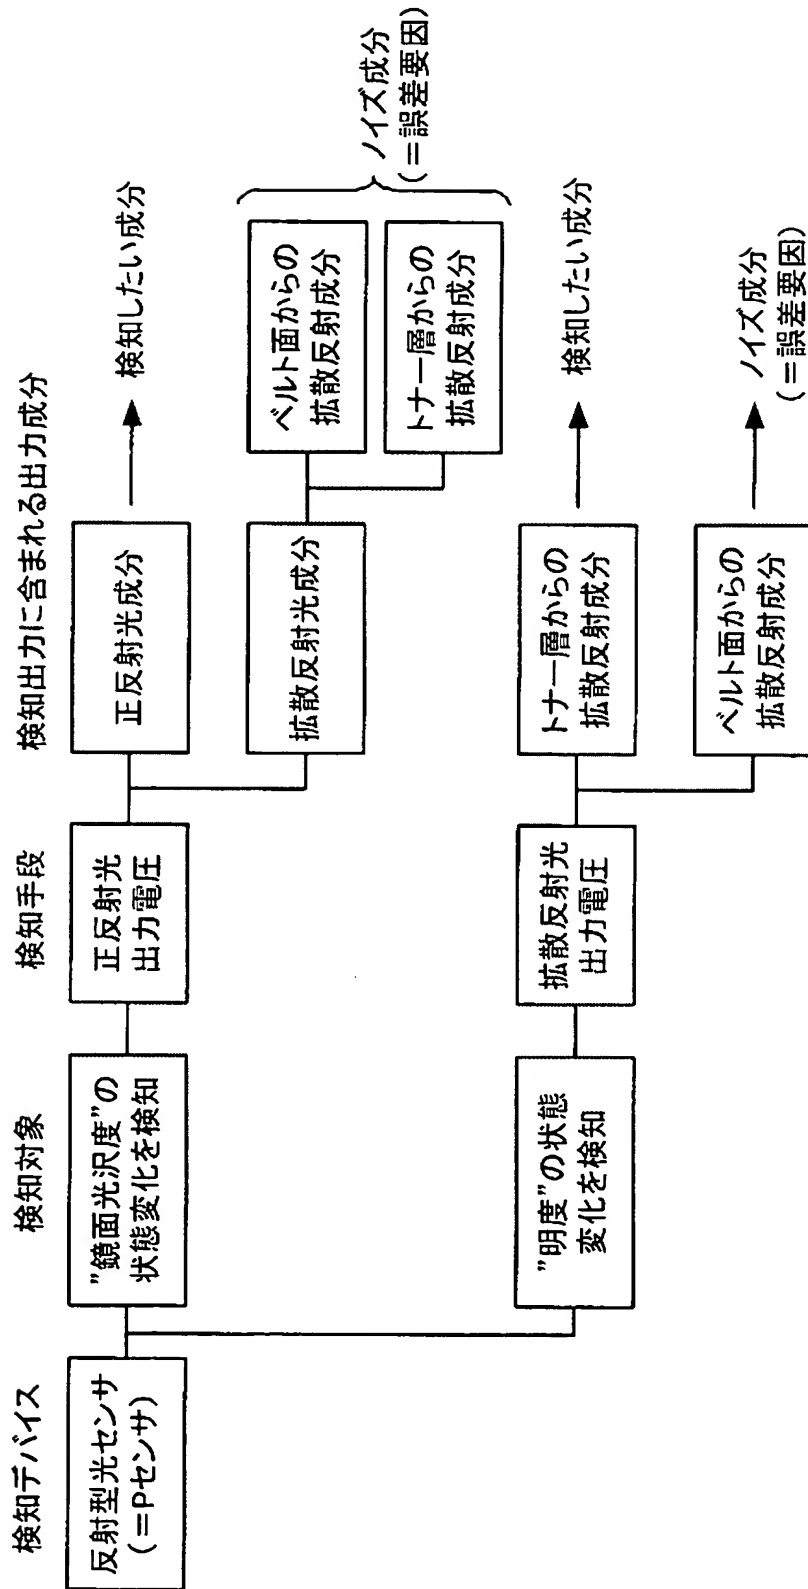 検知デバイス
検知対象
検知手段
検知出力に含まれる出力成分
反射型光センサ
(=Pセンサ)
”鏡面光沢度”の
状態変化を検知
正反射光
出力電圧
正反射光成分
検知したい成分
拡散反射光成分
ベルト面からの
拡散反射成分
トナー層からの
拡散反射成分
ノイズ成分
(=誤差要因)
”明度”の状態
変化を検知
拡散反射光
出力電圧
トナー層からの
拡散反射成分
検知したい成分
ベルト面からの
拡散反射成分
ノイズ成分
(=誤差要因)